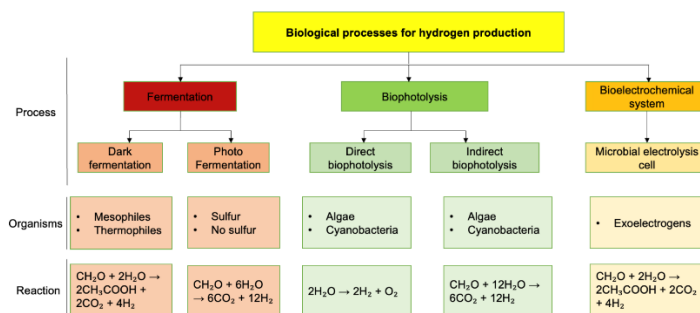 Biological processes for hydrogen production
Process
Fermentation
Biophotolysis
Bioelectrochemical
system
Dark
fermentation
Photo
Fermentation
Direct
biophotolysis
Indirect
biophotolysis
Microbial electrolysis
cell
Organisms
• Mesophiles
• Thermophiles
• Sulfur
• No sulfur
• Algae
• Cyanobacteria
• Algae
• Cyanobacteria
• Exoelectrogens
Reaction
CH₂O + 2H₂O →
2CH₃COOH +
2CO₂ + 4H₂
CH₂O + 6H₂O
→ 6CO₂ + 12H₂
2H₂O → 2H₂ + O₂
CH₂O + 12H₂O →
6CO₂ + 12H₂
CH₂O + 2H₂O →
2CH₃COOH + 2CO₂
+ 4H₂